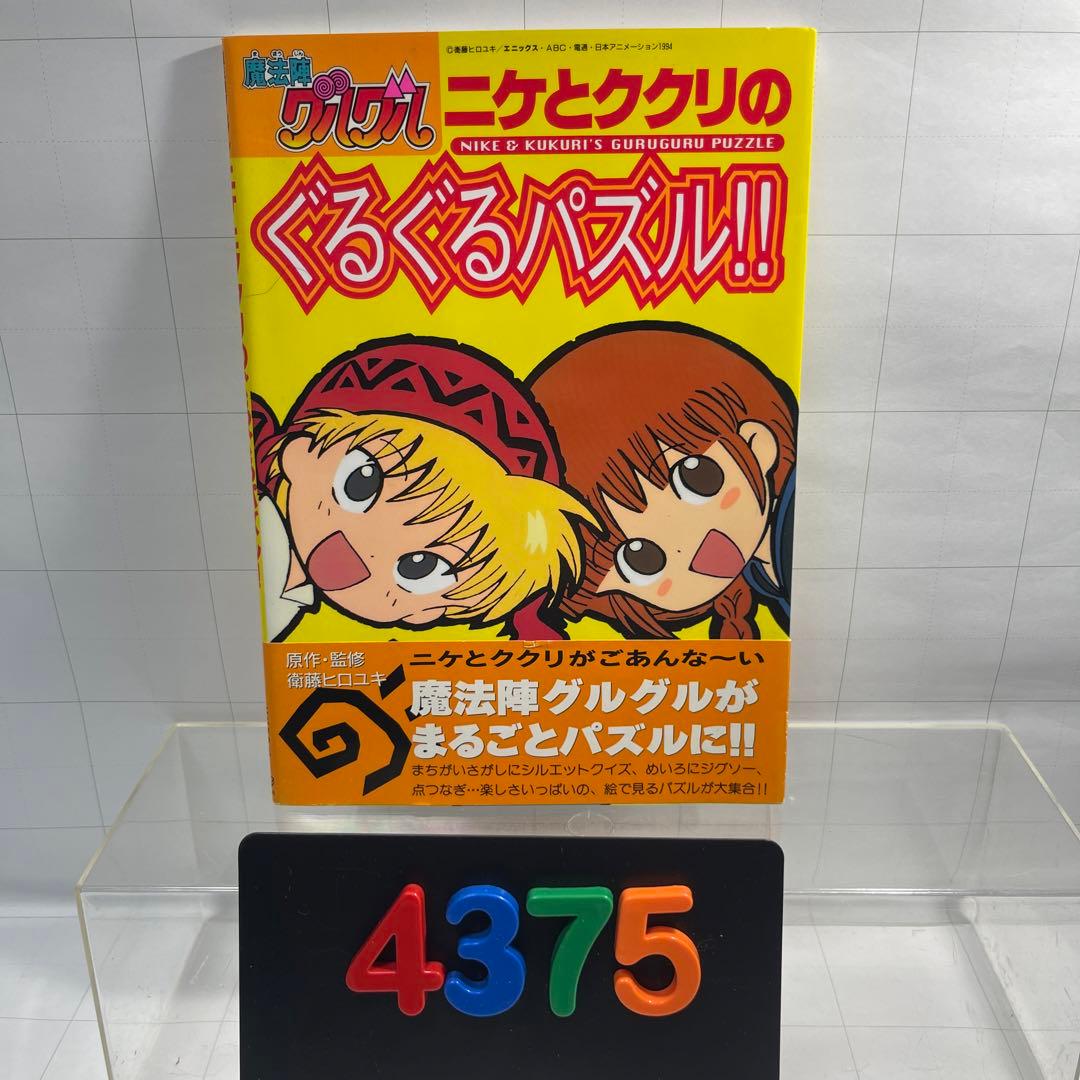 ©衛藤ヒロユキ/エニックス・ABC・電通・日本アニメーション1994
まほうじん
魔法陣
グルグル
ニケとククリの
NIKE & KUKURI'S GURUGURU PUZZLE
ぐるぐるパズル!!
原作・監修
衛藤ヒロユキ
ニケとククリがごあんな〜い
魔法陣グルグルが
まるごとパズルに!!
まちがいさがしにシルエットクイズ、めいろにジグソー、
点つなぎ…楽しさいっぱいの、絵で見るパズルが大集合!!
4375